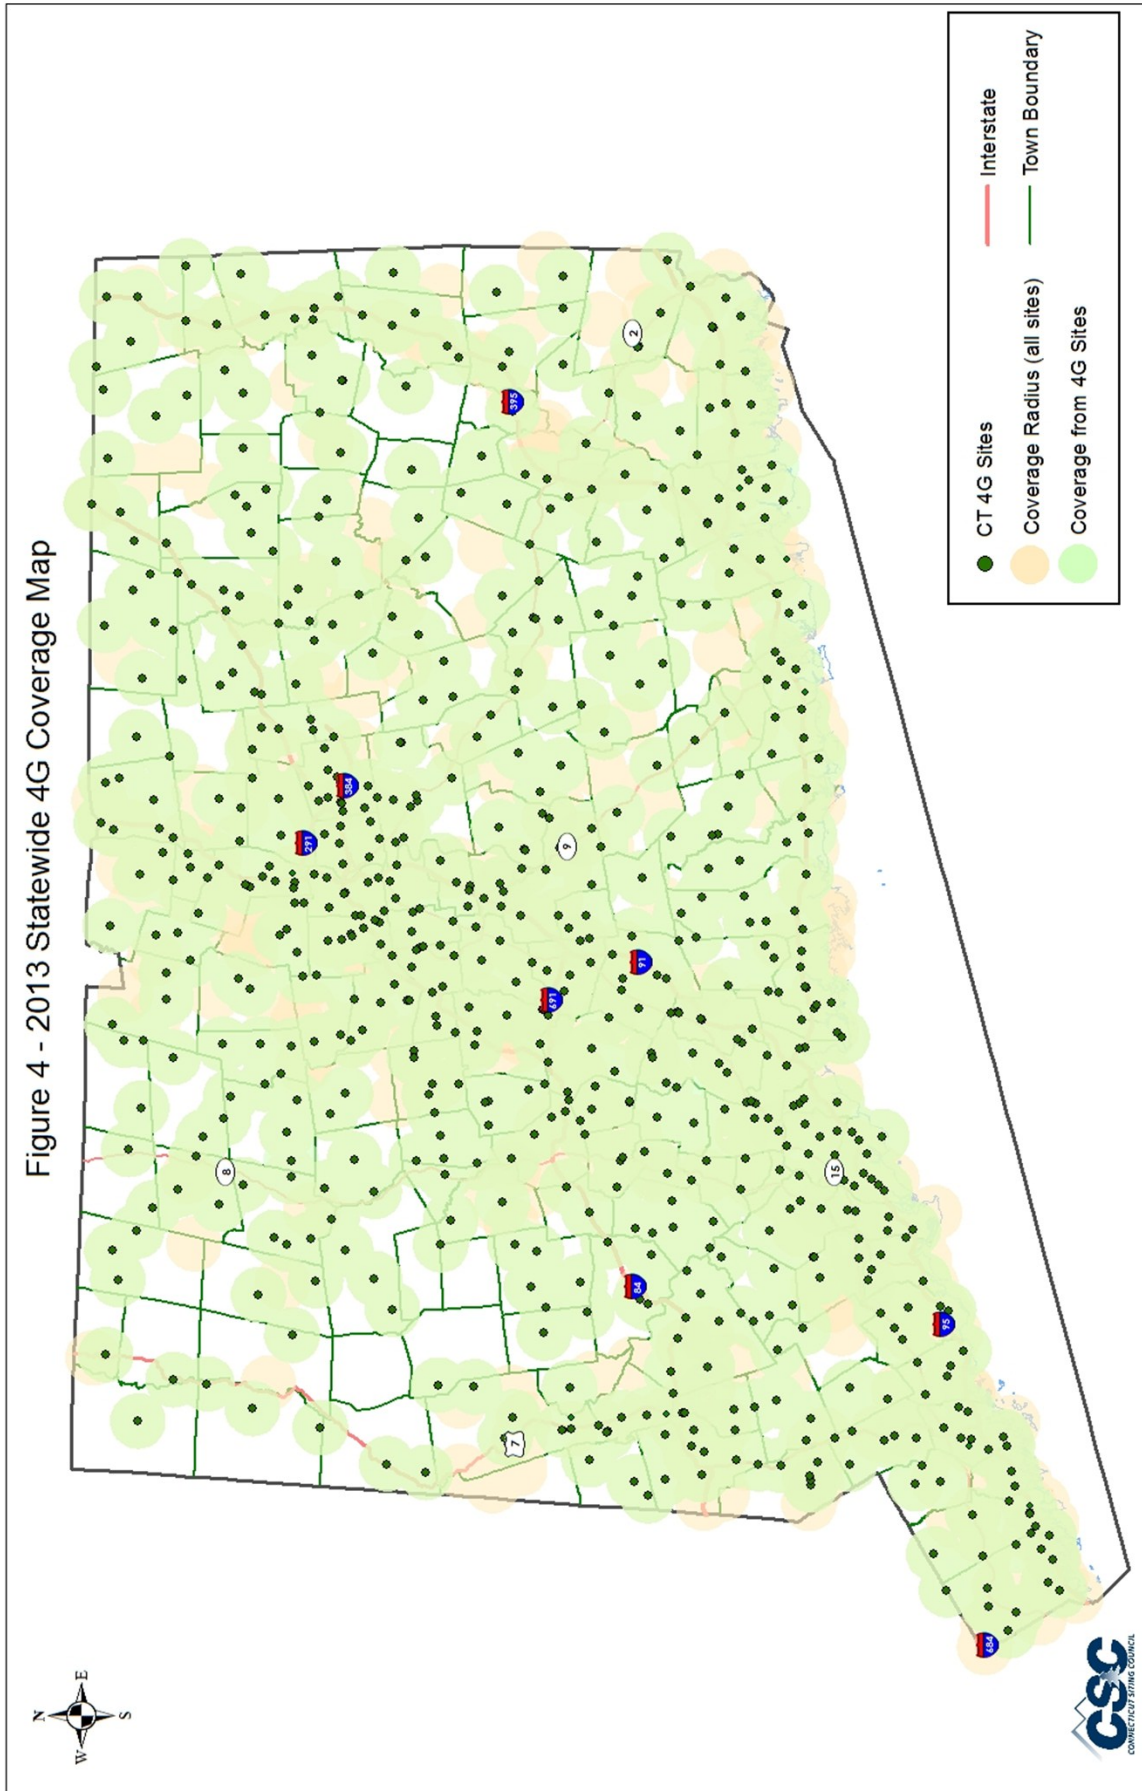 Figure 4 - 2013 Statewide 4G Coverage Map
N
W
E
S
8
291
384
395
2
7
84
691
9
91
15
95
684
CT 4G Sites
Interstate
Coverage Radius (all sites)
Town Boundary
Coverage from 4G Sites
CSC
CONNECTICUT SITING COUNCIL